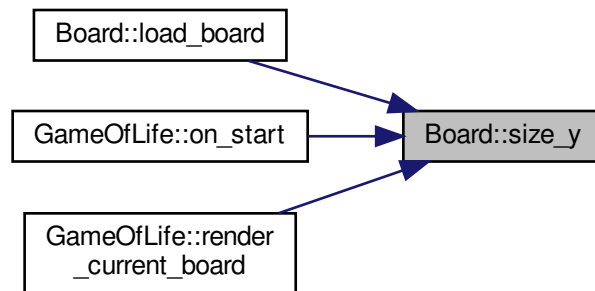 Board::load_board
GameOfLife::on_start
Board::size_y
GameOfLife::render
_current_board